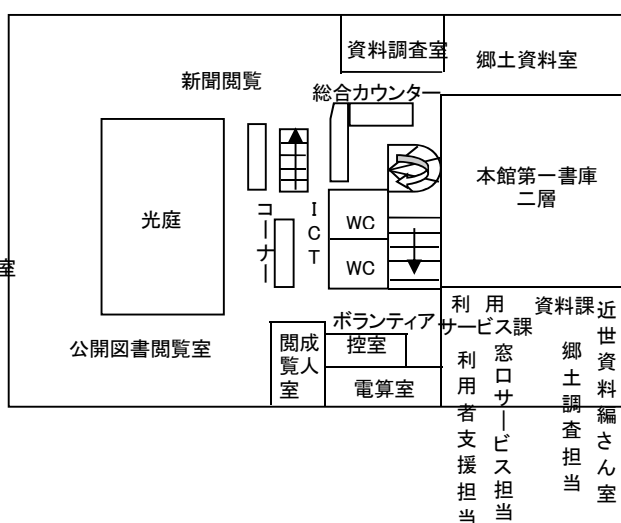 資料調査室
郷土資料室
新聞閲覧
総合カウンター
本館第一書庫
二層
光庭
ICT
コーナー
WC
WC
室
公開図書閲覧室
成人
閲覧室
ボランティア
控室
電算室
利用
サービス課
利用者支援担当
窓口サービス担当
資料課
郷土調査担当
近世資料編さん室